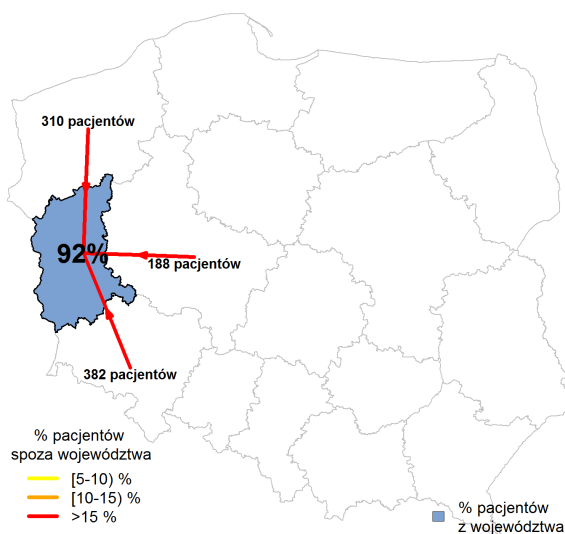 310 pacjentów
92%
188 pacjentów
382 pacjentów
% pacjentów
spoza województwa
[5-10) %
[10-15) %
>15 %
% pacjentów
z województwa